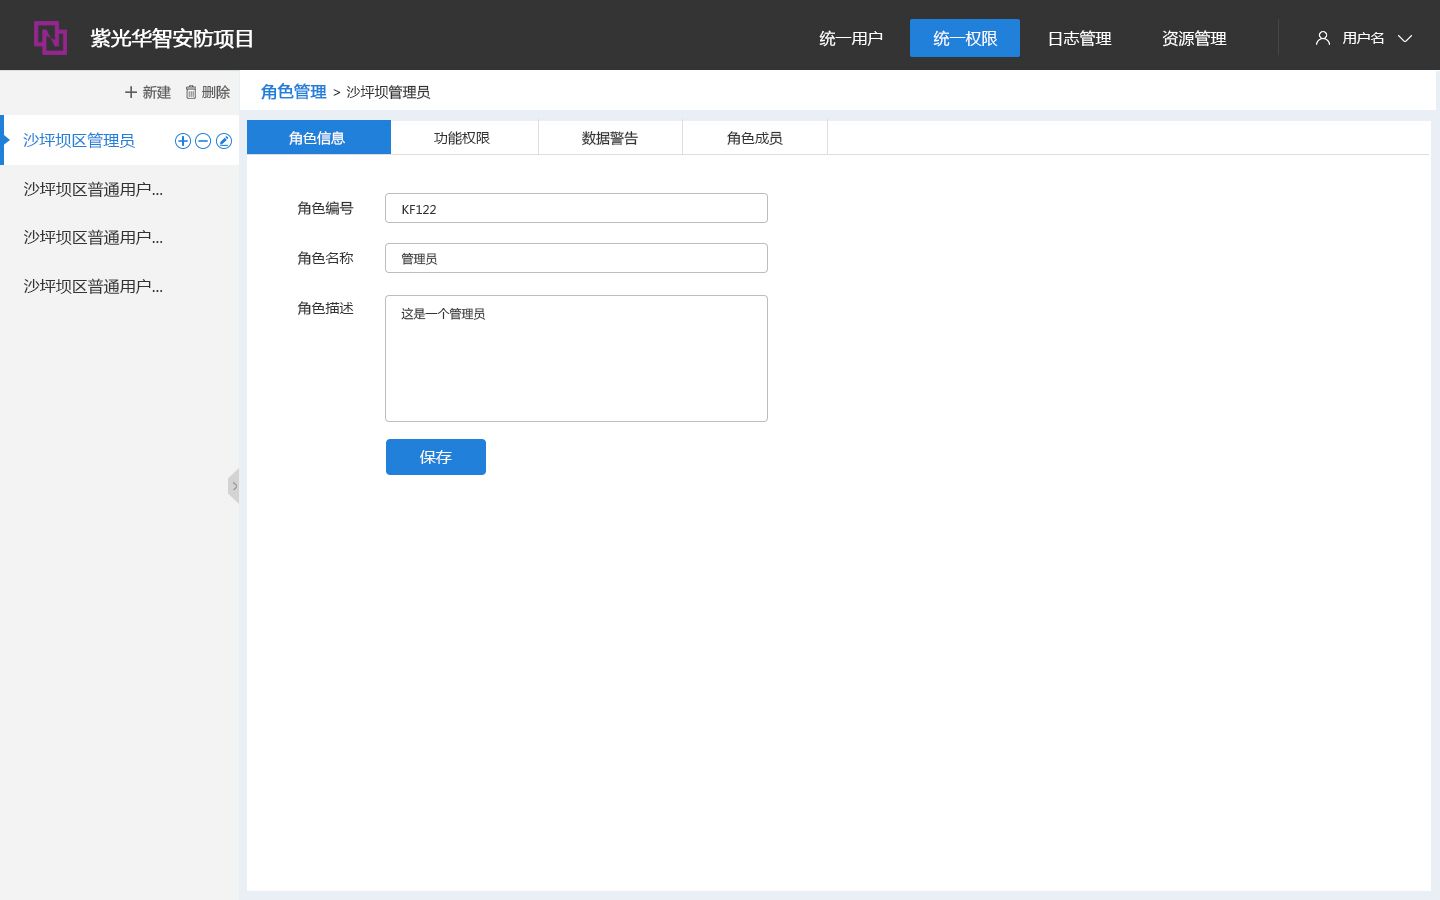 紫光华智安防项目
统一用户
统一权限
日志管理
资源管理
用户名
新建
删除
角色管理 > 沙坪坝管理员
沙坪坝区管理员
沙坪坝区普通用户...
沙坪坝区普通用户...
沙坪坝区普通用户...
角色信息
功能权限
数据警告
角色成员
角色编号
KF122
角色名称
管理员
角色描述
这是一个管理员
保存